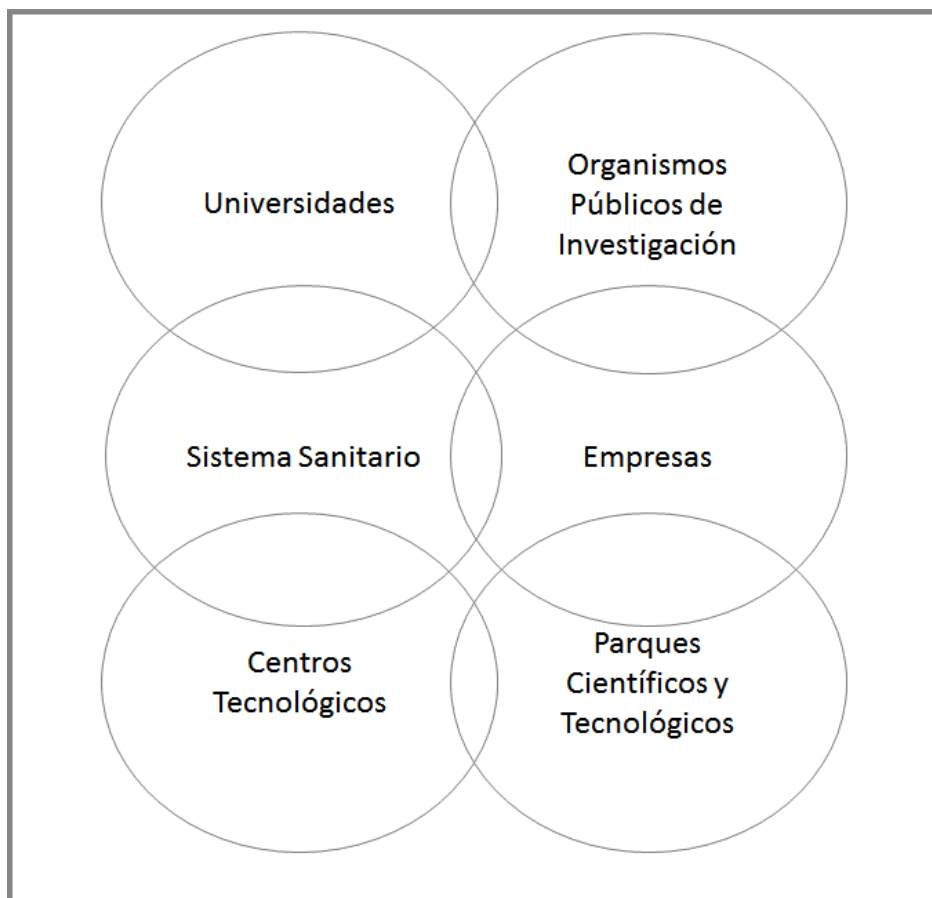 Universidades
Organismos
Públicos de
Investigación
Sistema Sanitario
Empresas
Centros
Tecnológicos
Parques
Científicos y
Tecnológicos